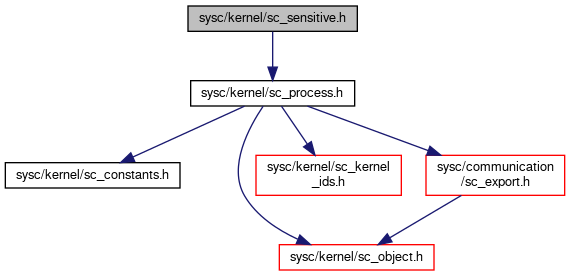 sysc/kernel/sc_sensitive.h
sysc/kernel/sc_process.h
sysc/kernel/sc_constants.h
sysc/kernel/sc_kernel
_ids.h
sysc/communication
/sc_export.h
sysc/kernel/sc_object.h